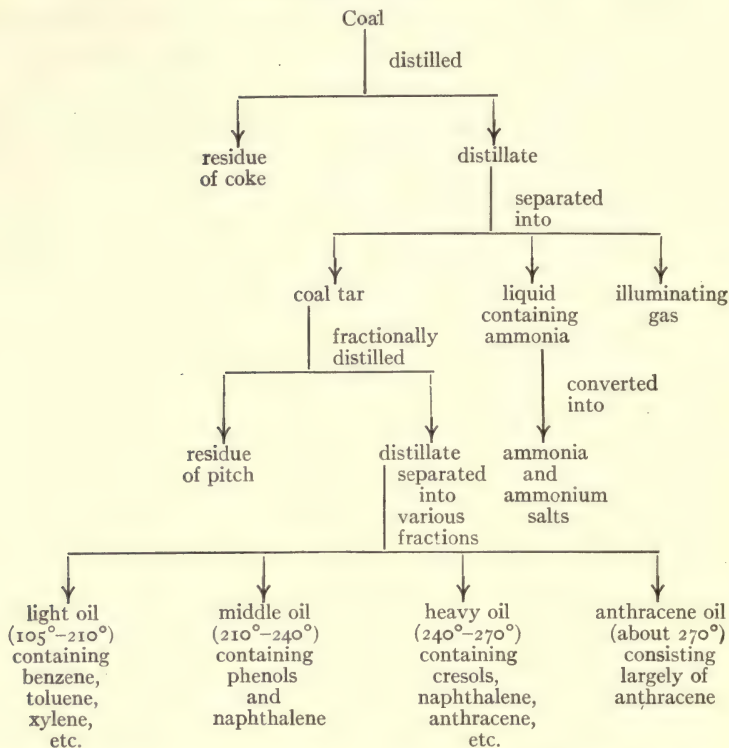 Coal
distilled
residue
of coke
distillate
separated
into
coal tar
liquid
containing
ammonia
illuminating
gas
fractionally
distilled
converted
into
residue
of pitch
distillate
separated
into
various
fractions
ammonia
and
ammonium
salts
light oil
(105°–210°)
containing
benzene,
toluene,
xylene,
etc.
middle oil
(210°–240°)
containing
phenols
and
naphthalene
heavy oil
(240°–270°)
containing
cresols,
naphthalene,
anthracene,
etc.
anthracene oil
(about 270°)
consisting
largely of
anthracene